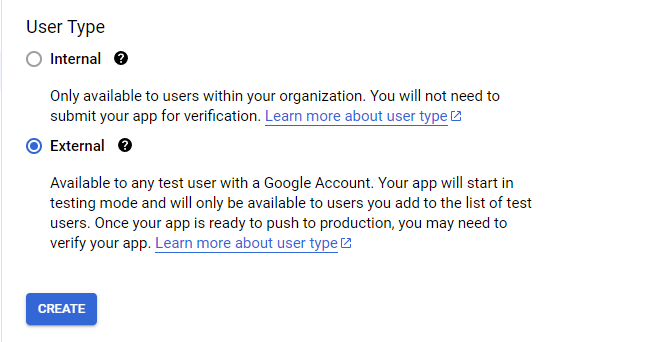 User Type
Internal
Only available to users within your organization. You will not need to
submit your app for verification. Learn more about user type
External
Available to any test user with a Google Account. Your app will start in
testing mode and will only be available to users you add to the list of test
users. Once your app is ready to push to production, you may need to
verify your app. Learn more about user type
CREATE